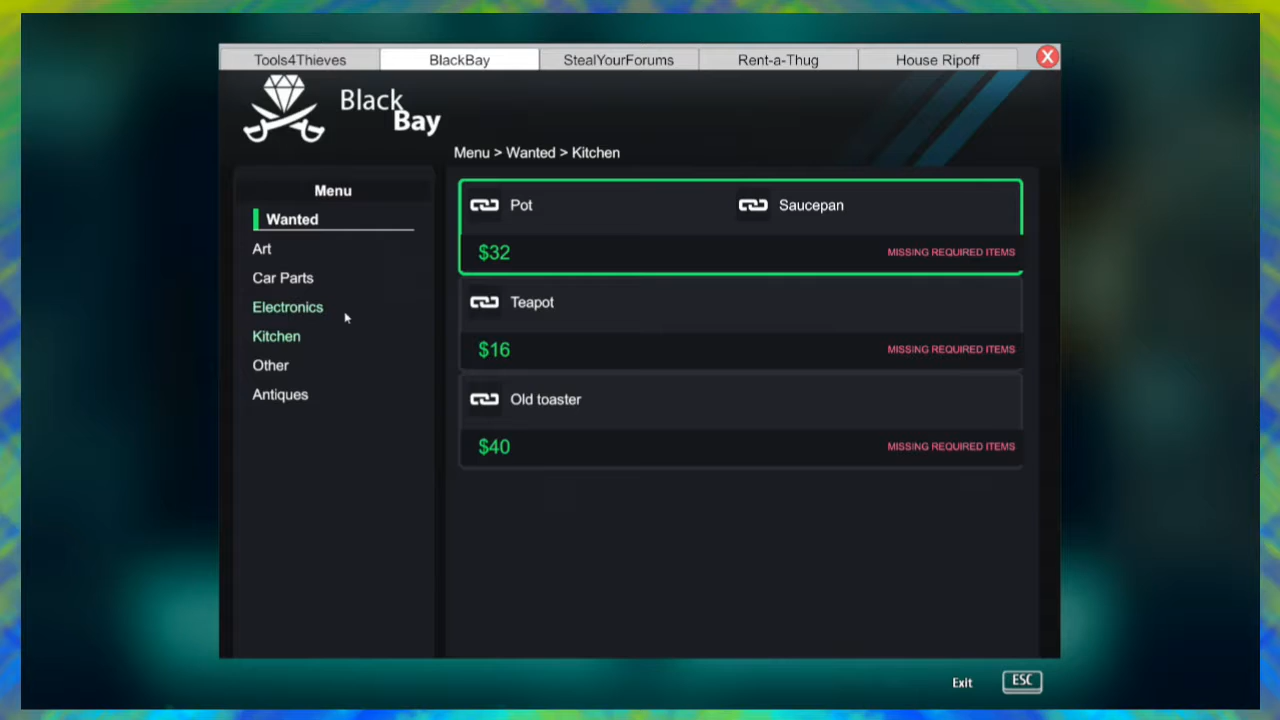 Tools4Thieves BlackBay StealYourForums Rent-a-Thug House Ripoff X
Black
Bay
Menu > Wanted > Kitchen
Menu
Wanted
Art
Car Parts
Electronics
Kitchen
Other
Antiques
Pot Saucepan
$32 MISSING REQUIRED ITEMS
Teapot
$16 MISSING REQUIRED ITEMS
Old toaster
$40 MISSING REQUIRED ITEMS
Exit ESC